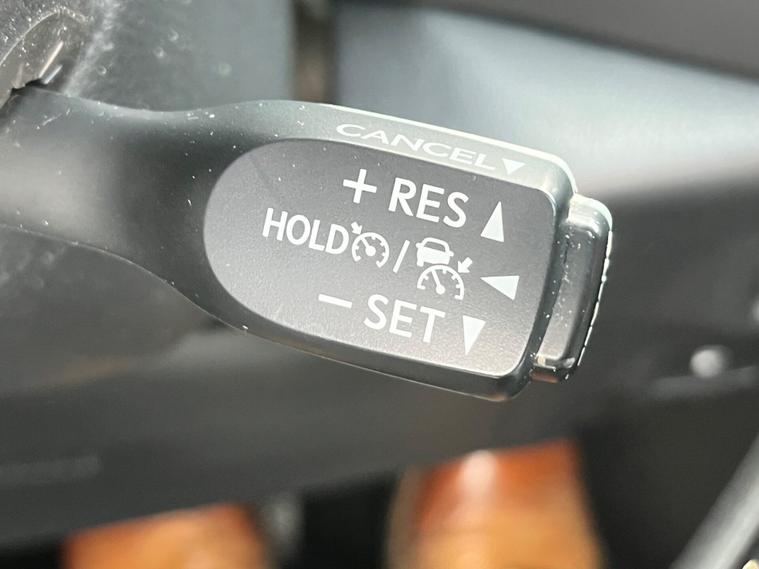 CANCEL▼
+ RES ▲
HOLD / ◀
− SET ▼